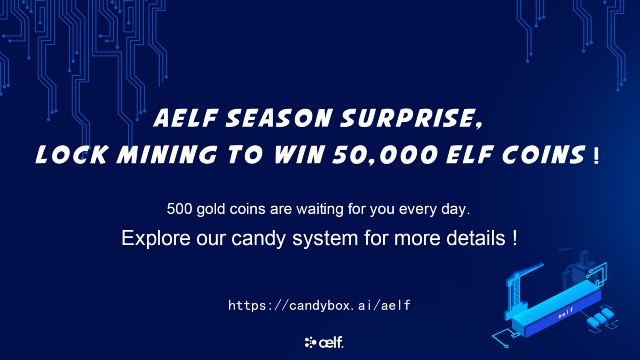 AELF SEASON SURPRISE,
LOCK MINING TO WIN 50,000 ELF COINS !
500 gold coins are waiting for you every day.
Explore our candy system for more details !
https://candybox.ai/aelf
aelf
ælf.